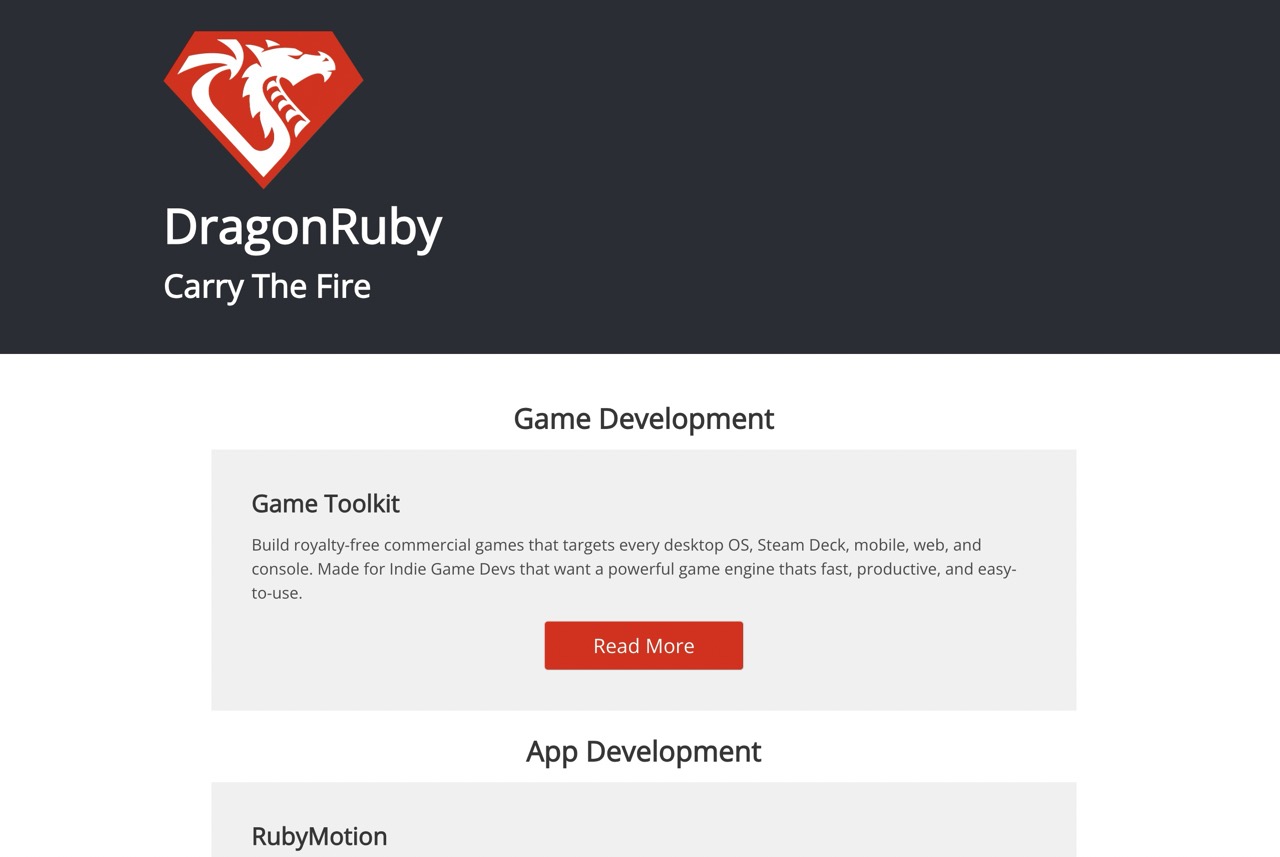 DragonRuby
Carry The Fire
Game Development
Game Toolkit
Build royalty-free commercial games that targets every desktop OS, Steam Deck, mobile, web, and
console. Made for Indie Game Devs that want a powerful game engine thats fast, productive, and easy-
to-use.
Read More
App Development
RubyMotion